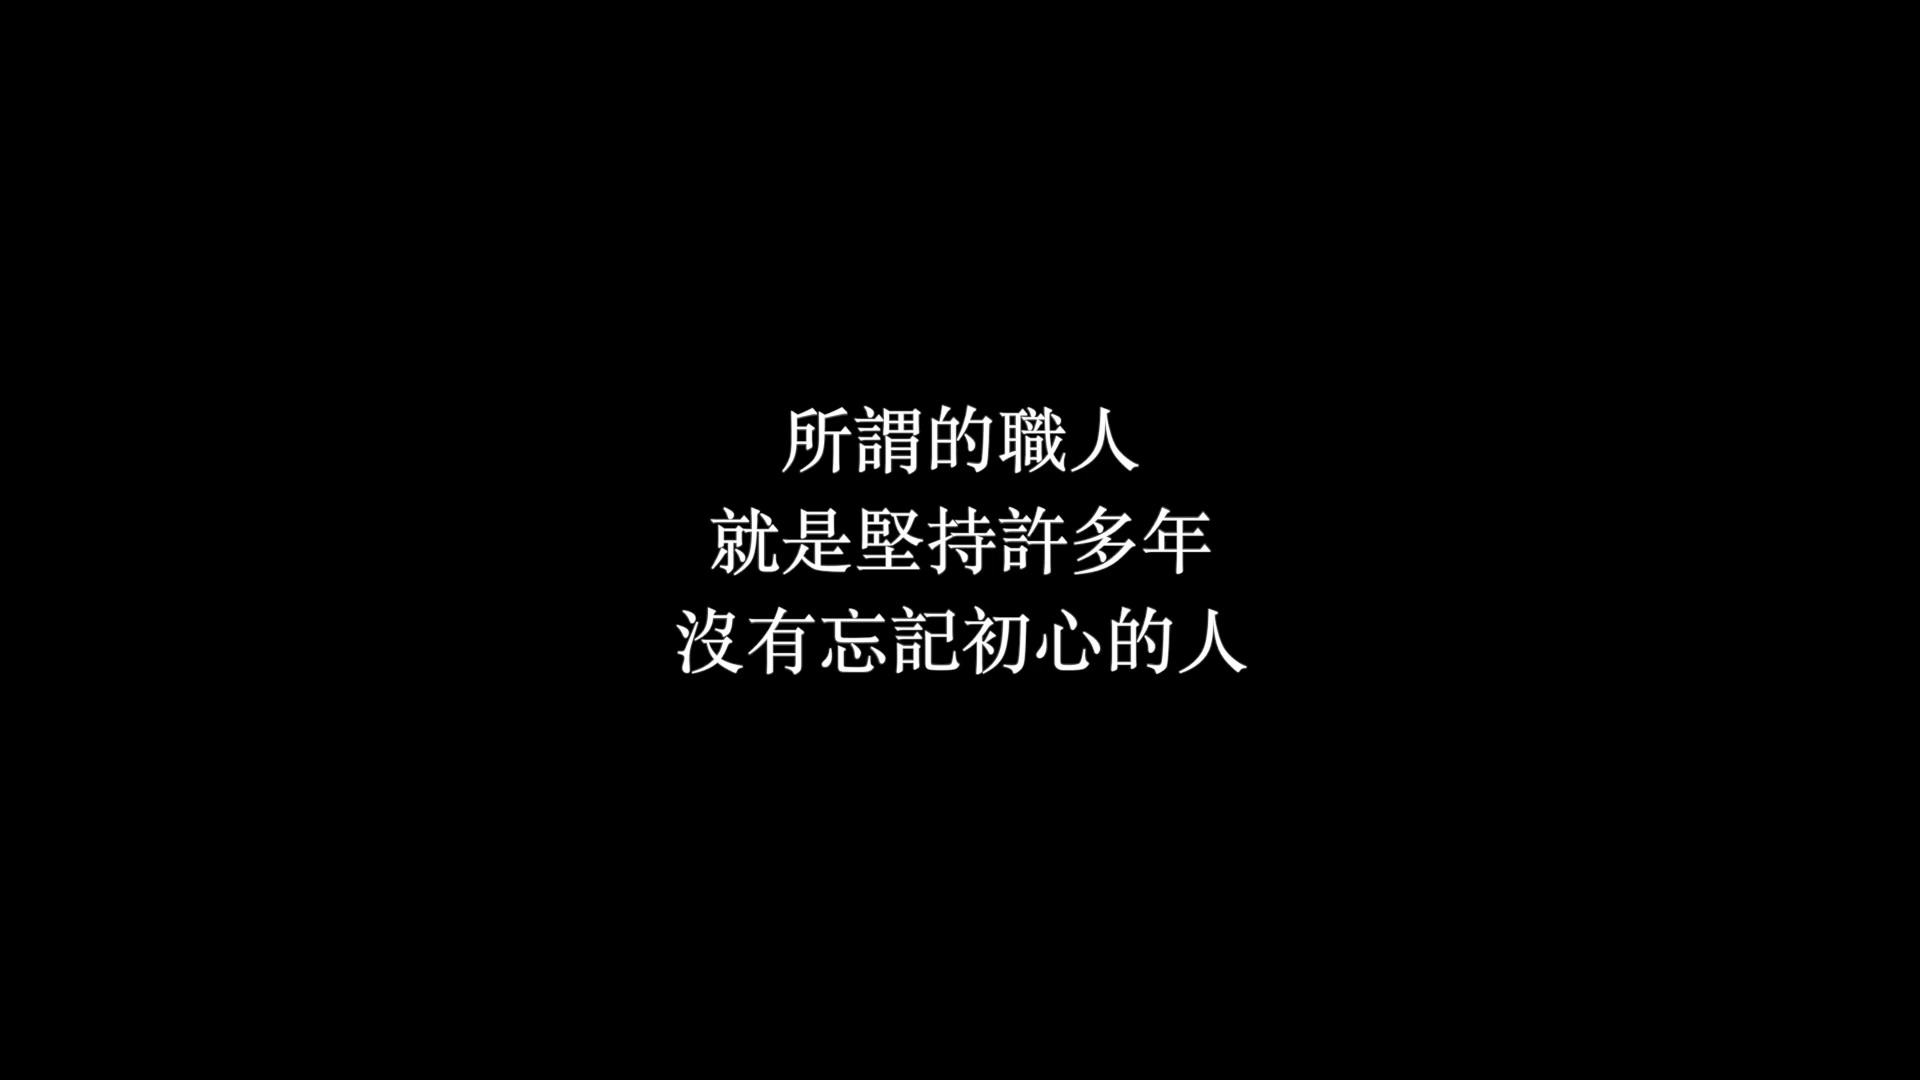 所謂的職人
就是堅持許多年
沒有忘記初心的人